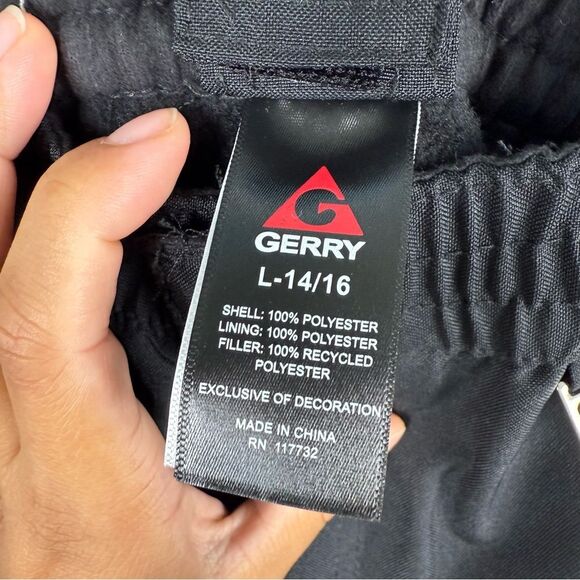 GERRY
L-14/16
SHELL: 100% POLYESTER
LINING: 100% POLYESTER
FILLER: 100% RECYCLED
POLYESTER
EXCLUSIVE OF DECORATION
MADE IN CHINA
RN 117732